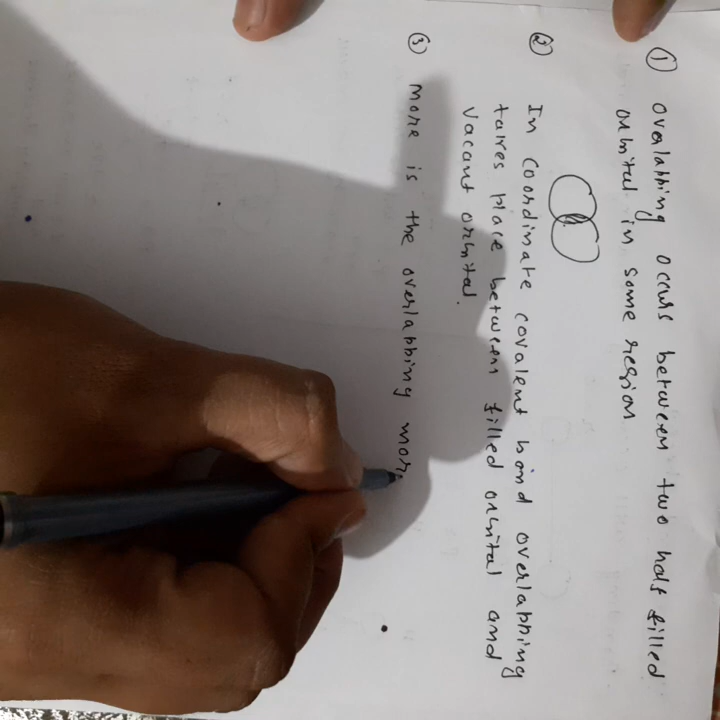 ① overlapping occurs between two half filled
orbital in some region
② In coordinate covalent bond overlapping
takes place between filled orbital and
vacant orbital.
③ more is the overlapping mor